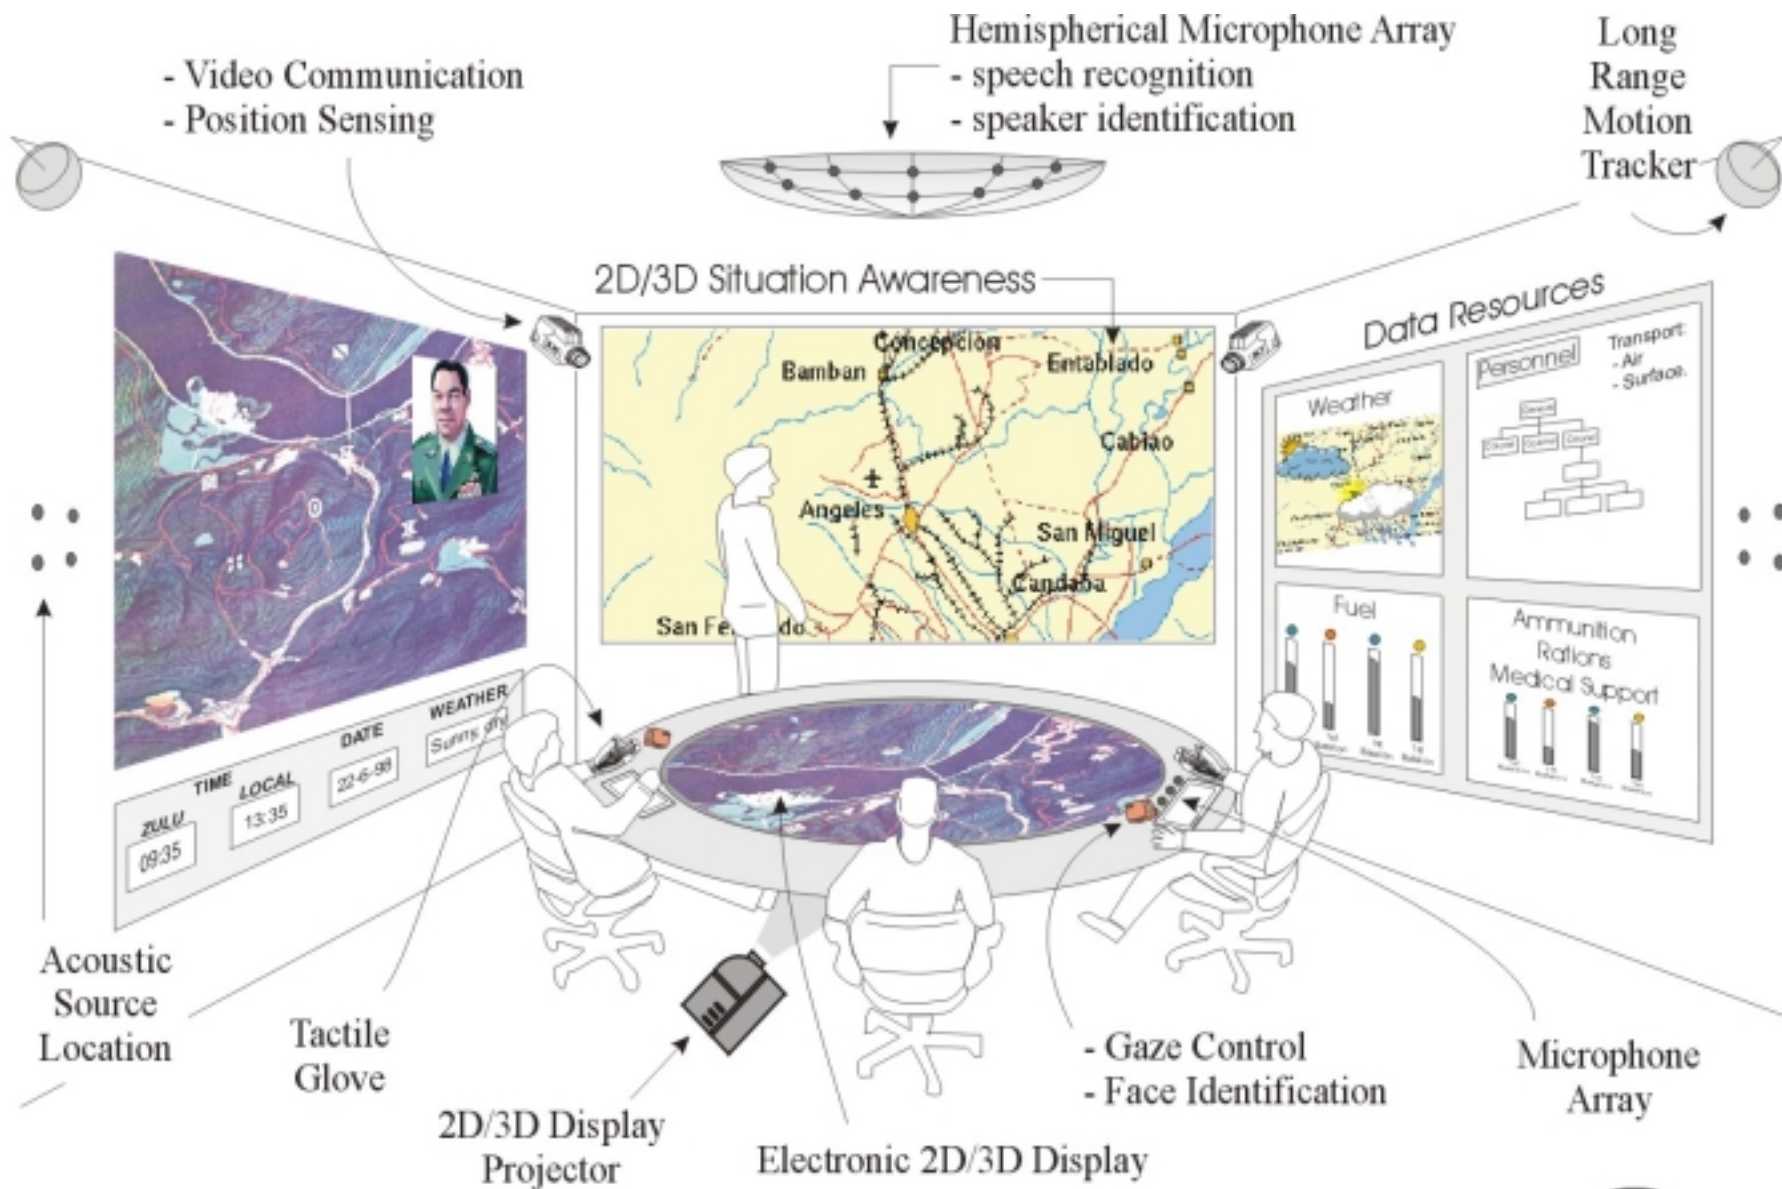 - Video Communication
- Position Sensing
Hemispherical Microphone Array
- speech recognition
- speaker identification
Long
Range
Motion
Tracker
2D/3D Situation Awareness
Data Resources
Concepcion
Bamban
Entablado
Cabiao
Angeles
San Miguel
Candaba
Weather
Personnel
Transport:
- Air
- Surface.
Fuel
Ammunition
Rations
Medical Support
TIME
DATE
WEATHER
ZULU
LOCAL
09:35
13:35
22-6-98
Sunny, dry
Acoustic
Source
Location
Tactile
Glove
2D/3D Display
Projector
Electronic 2D/3D Display
- Gaze Control
- Face Identification
Microphone
Array